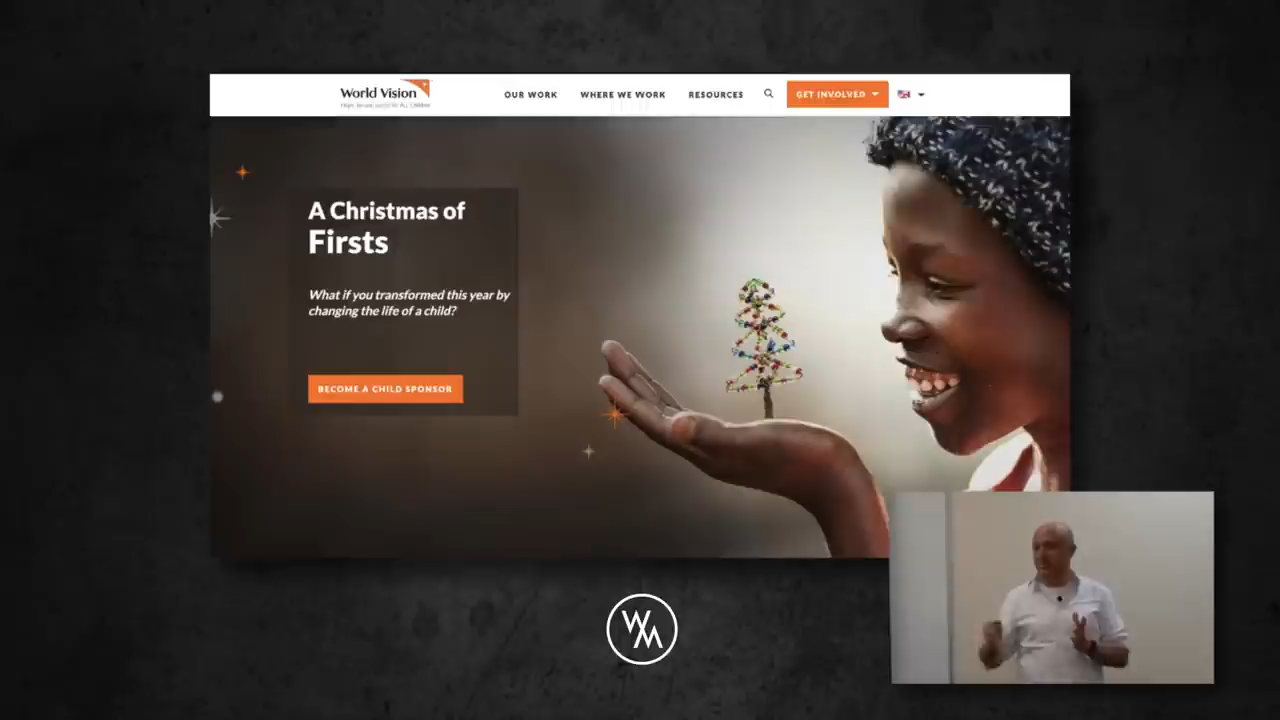 World Vision
OUR WORK
WHERE WE WORK
RESOURCES
GET INVOLVED
A Christmas of
Firsts
What if you transformed this year by
changing the life of a child?
BECOME A CHILD SPONSOR
WM